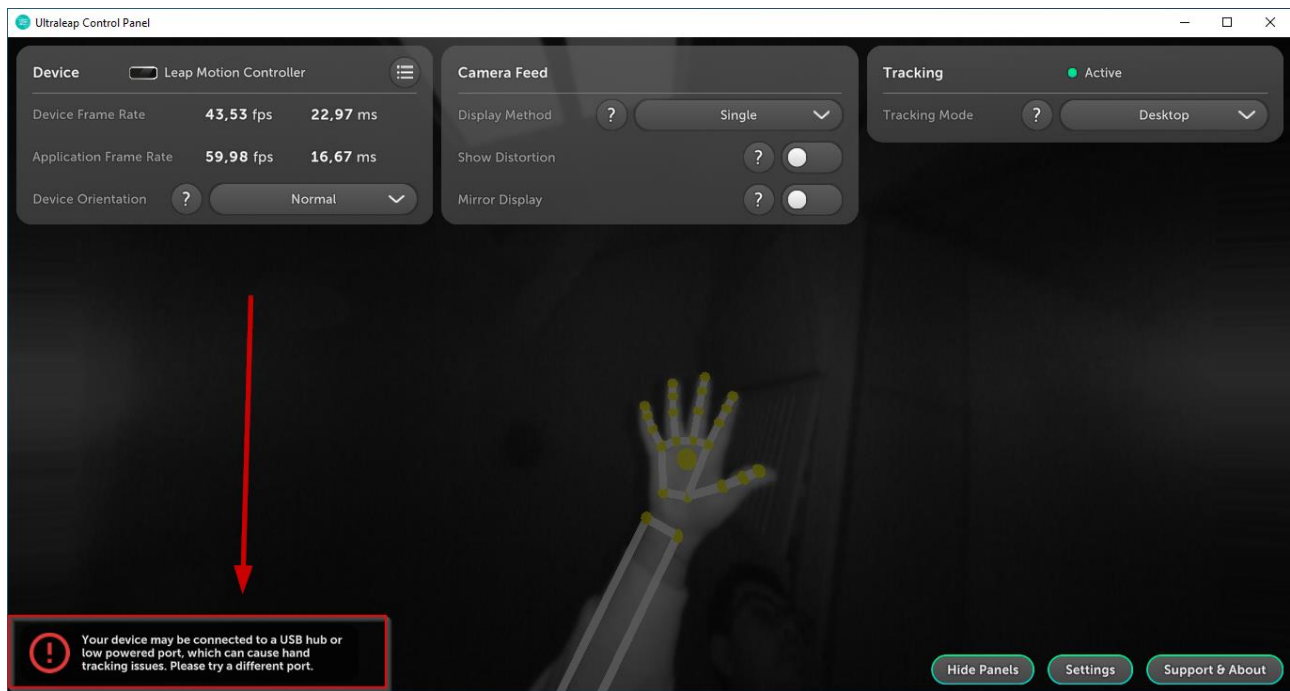 Ultraleap Control Panel
Device Leap Motion Controller
Device Frame Rate 43,53 fps 22,97 ms
Application Frame Rate 59,98 fps 16,67 ms
Device Orientation ? Normal
Camera Feed
Display Method ? Single
Show Distortion ?
Mirror Display ?
Tracking Active
Tracking Mode ? Desktop
Your device may be connected to a USB hub or
low powered port, which can cause hand
tracking issues. Please try a different port.
Hide Panels Settings Support & About